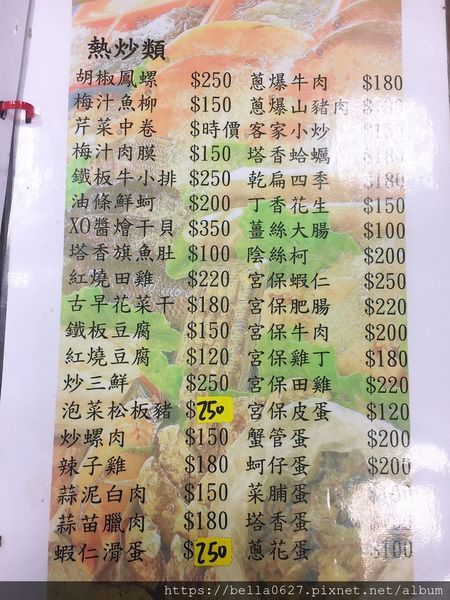 熱炒類
胡椒鳳螺 $250
梅汁魚柳 $150
芹菜中卷 $時價
梅汁肉膜 $150
鐵板牛小排 $250
油條鮮蚵 $200
XO醬燴干貝 $350
塔香旗魚肚 $100
紅燒田雞 $220
古早花菜干 $180
鐵板豆腐 $150
紅燒豆腐 $120
炒三鮮 $250
泡菜松板豬 $250
炒螺肉 $150
辣子雞 $180
蒜泥白肉 $150
蒜苗臘肉 $180
蝦仁滑蛋 $250
蔥爆牛肉 $180
蔥爆山豬肉
客家小炒
塔香蛤蠣 $180
乾扁四季 $180
丁香花生 $150
薑絲大腸 $100
陰絲柯 $200
宮保蝦仁 $250
宮保肥腸 $220
宮保牛肉 $200
宮保雞丁 $180
宮保田雞 $220
宮保皮蛋 $120
蟹管蛋 $200
蚵仔蛋 $200
菜脯蛋
塔香蛋
蔥花蛋 $100
https://bella0627.pixnet.net/album